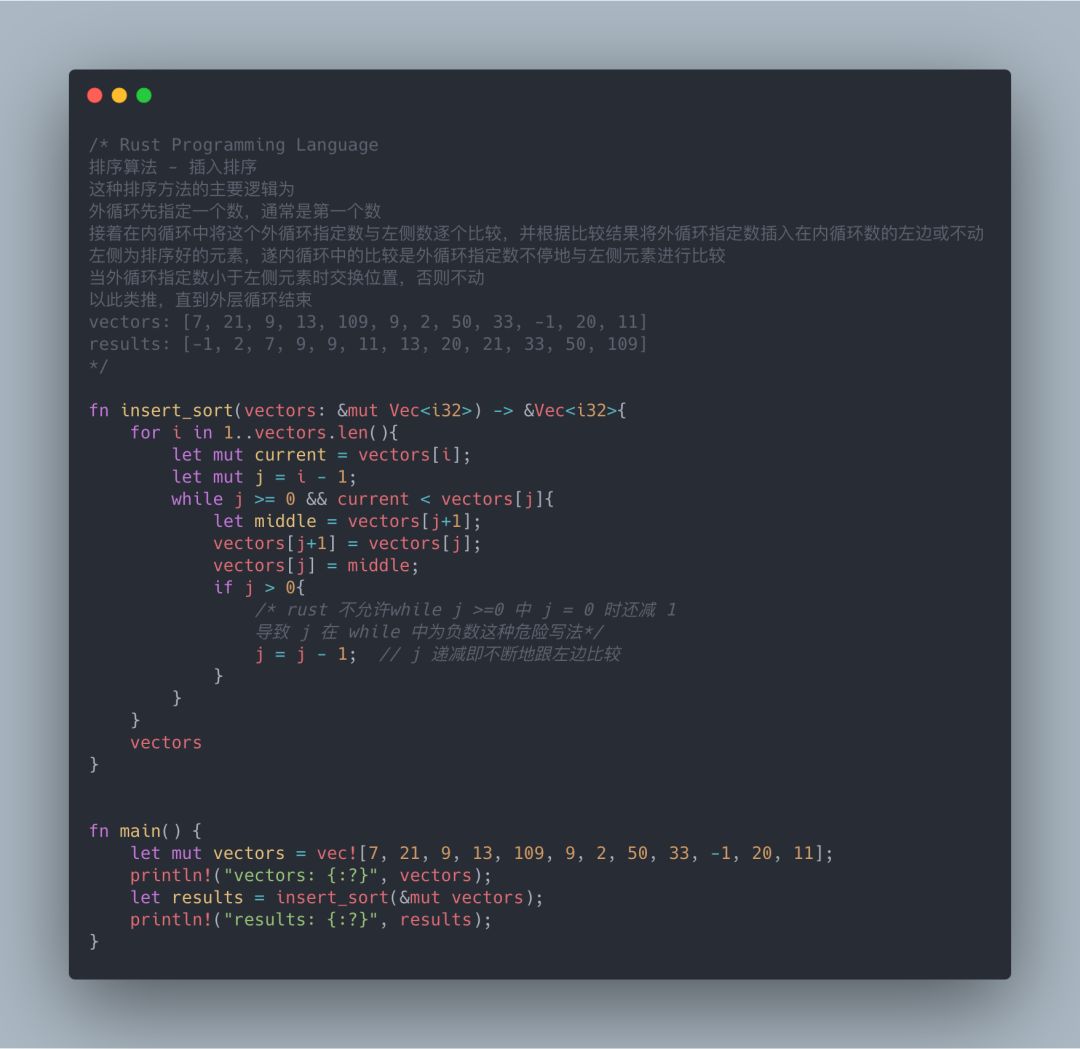 /* Rust Programming Language
排序算法 - 插入排序
这种排序方法的主要逻辑为
外循环先指定一个数，通常是第一个数
接着在内循环中将这个外循环指定数与左侧数逐个比较，并根据比较结果将外循环指定数插入在内循环数的左边或不动
左侧为排序好的元素，遂内循环中的比较是外循环指定数不停地与左侧元素进行比较
当外循环指定数小于左侧元素时交换位置，否则不动
以此类推，直到外层循环结束
vectors: [7, 21, 9, 13, 109, 9, 2, 50, 33, -1, 20, 11]
results: [-1, 2, 7, 9, 9, 11, 13, 20, 21, 33, 50, 109]
*/

fn insert_sort(vectors: &mut Vec<i32>) -> &Vec<i32>{
    for i in 1..vectors.len(){
        let mut current = vectors[i];
        let mut j = i - 1;
        while j >= 0 && current < vectors[j]{
            let middle = vectors[j+1];
            vectors[j+1] = vectors[j];
            vectors[j] = middle;
            if j > 0{
                /* rust 不允许while j >=0 中 j = 0 时还减 1
                导致 j 在 while 中为负数这种危险写法*/
                j = j - 1;  // j 递减即不断地跟左边比较
            }
        }
    }
    vectors
}

fn main() {
    let mut vectors = vec![7, 21, 9, 13, 109, 9, 2, 50, 33, -1, 20, 11];
    println!("vectors: {:?}", vectors);
    let results = insert_sort(&mut vectors);
    println!("results: {:?}", results);
}